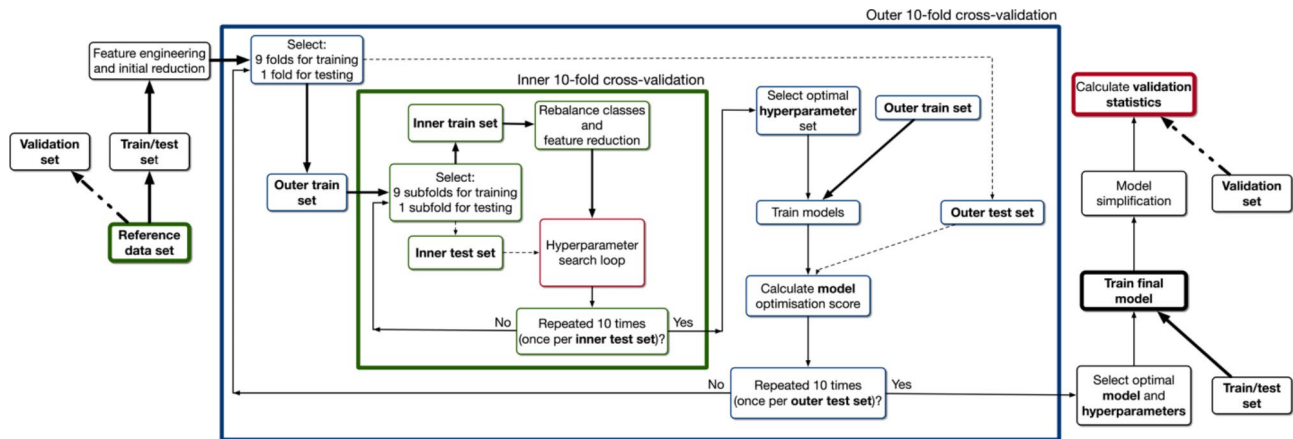 Outer 10-fold cross-validation
Feature engineering
and initial reduction
Select:
9 folds for training
1 fold for testing
Validation
set
Train/test
set
Reference
data set
Outer train
set
Inner 10-fold cross-validation
Inner train set
Rebalance classes
and
feature reduction
Select:
9 subfolds for training
1 subfold for testing
Inner test set
Hyperparameter
search loop
No
Repeated 10 times
(once per inner test set)?
Yes
Select optimal
hyperparameter
set
Outer train set
Train models
Outer test set
Calculate model
optimisation score
No
Repeated 10 times
(once per outer test set)?
Yes
Calculate validation
statistics
Model
simplification
Validation
set
Train final
model
Select optimal
model and
hyperparameters
Train/test
set